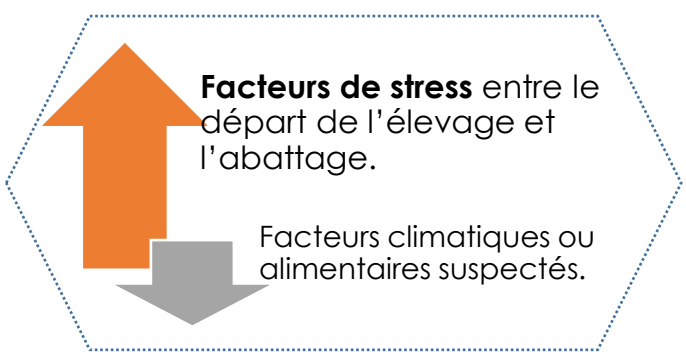 Facteurs de stress entre le
départ de l’élevage et
l’abattage.
Facteurs climatiques ou
alimentaires suspectés.